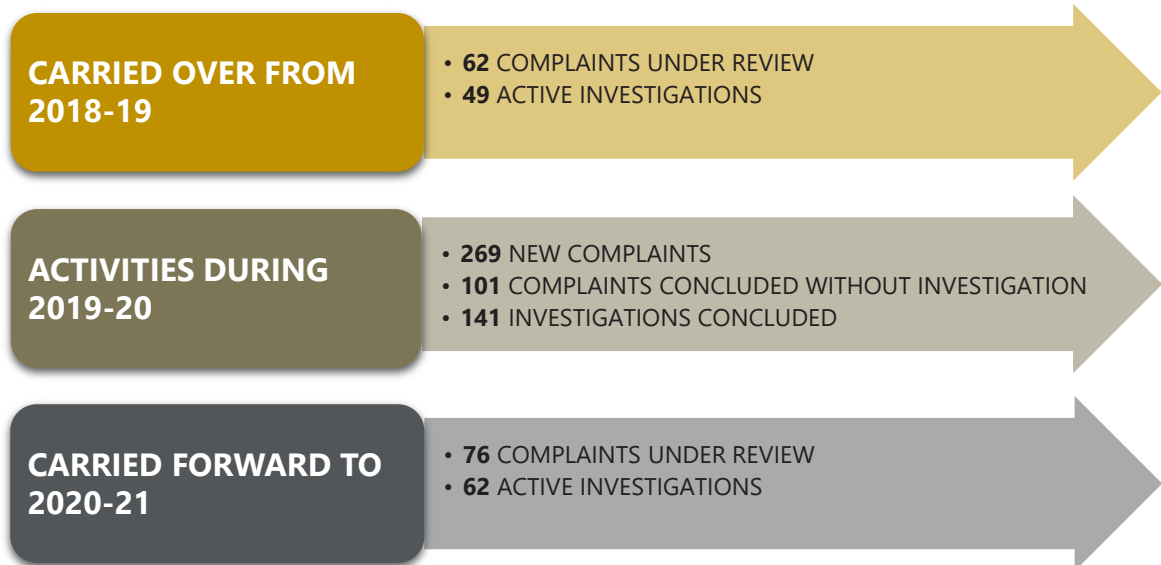 CARRIED OVER FROM
2018-19
• 62 COMPLAINTS UNDER REVIEW
• 49 ACTIVE INVESTIGATIONS
ACTIVITIES DURING
2019-20
• 269 NEW COMPLAINTS
• 101 COMPLAINTS CONCLUDED WITHOUT INVESTIGATION
• 141 INVESTIGATIONS CONCLUDED
CARRIED FORWARD TO
2020-21
• 76 COMPLAINTS UNDER REVIEW
• 62 ACTIVE INVESTIGATIONS